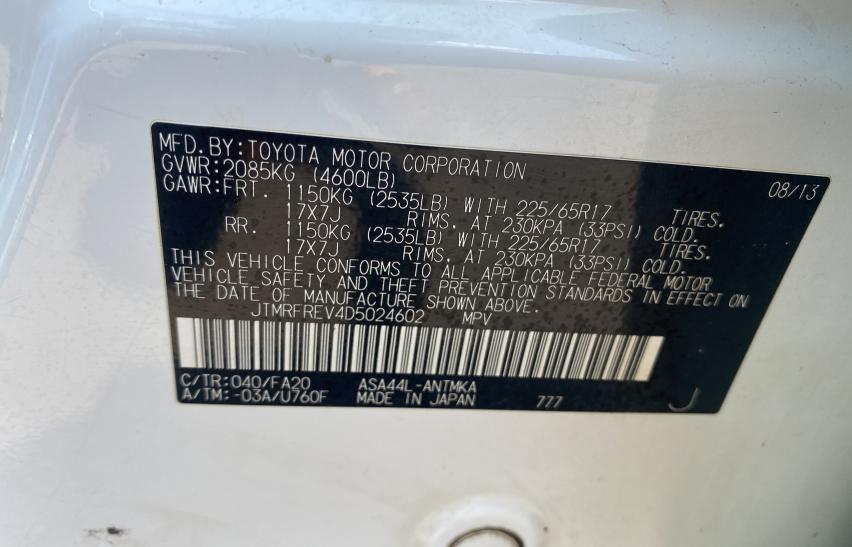 MFD.BY:TOYOTA MOTOR CORPORATION 08/13
GVWR:2085KG (4600LB)
GAWR:FRT. 1150KG (2535LB) WITH 225/65R17 TIRES.
17X7J RIMS. AT 230KPA (33PSI) COLD.
RR. 1150KG (2535LB) WITH 225/65R17 TIRES.
17X7J RIMS. AT 230KPA (33PSI) COLD.
THIS VEHICLE CONFORMS TO ALL APPLICABLE FEDERAL MOTOR
VEHICLE SAFETY AND THEFT PREVENTION STANDARDS IN EFFECT ON
THE DATE OF MANUFACTURE SHOWN ABOVE.
JTMRFREV4D5024602 MPV
C/TR:040/FA20 ASA44L-ANTMKA
A/TM:-03A/U760F MADE IN JAPAN 777 J